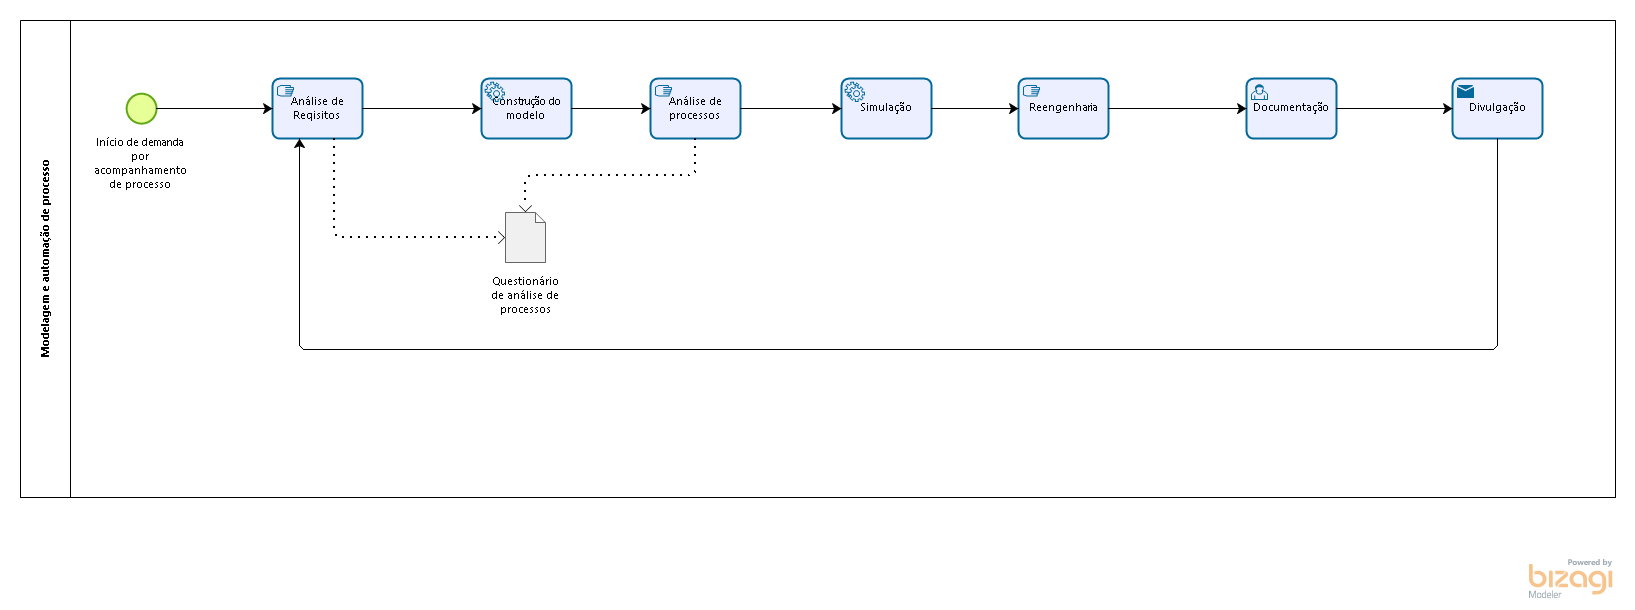 Modelagem e automação de processo
Início de demanda
por
acompanhamento
de processo
Análise de
Reqisitos
Construção do
modelo
Análise de
processos
Simulação
Reengenharia
Documentação
Divulgação
Questionário
de análise de
processos
Powered by
bizagi
Modeler